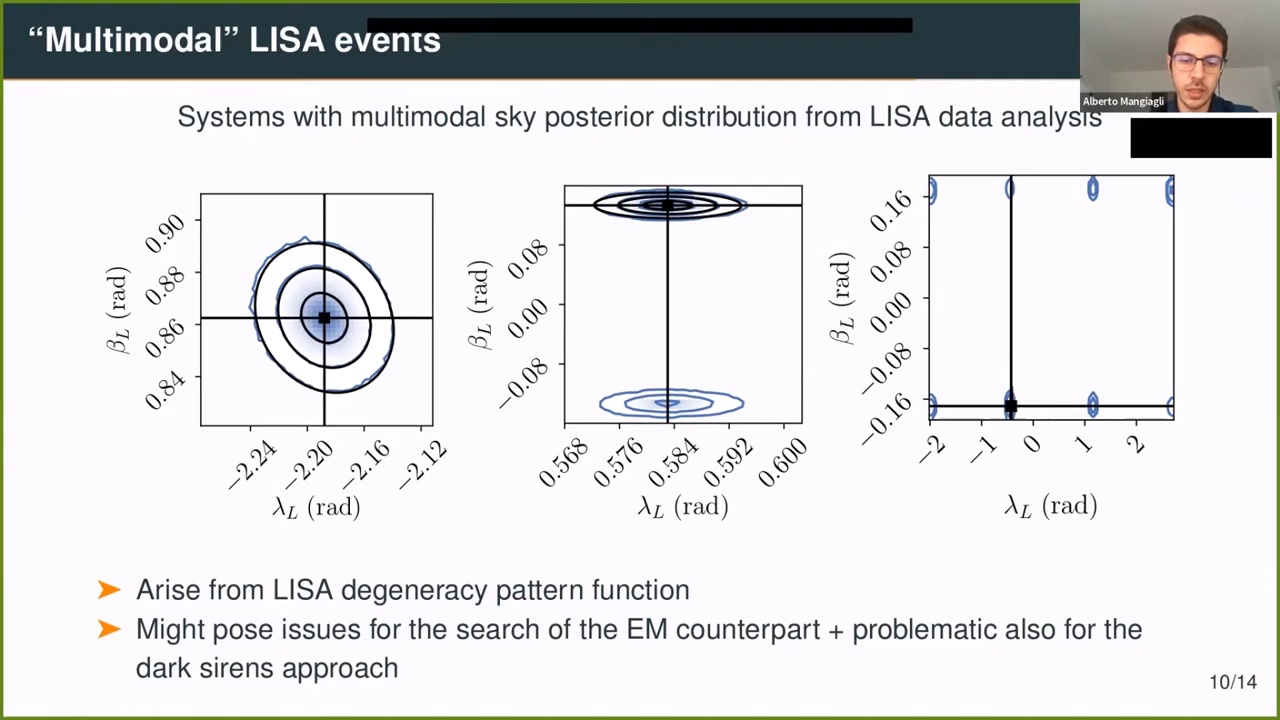 “Multimodal” LISA events
Alberto Mangiagli
Systems with multimodal sky posterior distribution from LISA data analysis
0.90
0.88
0.86
0.84
β_L (rad)
−2.24
−2.20
−2.16
−2.12
λ_L (rad)
0.08
0.00
−0.08
β_L (rad)
0.568
0.576
0.584
0.592
0.600
λ_L (rad)
0.16
0.08
0.00
−0.08
−0.16
β_L (rad)
−2
−1
0
1
2
λ_L (rad)
➤ Arise from LISA degeneracy pattern function
➤ Might pose issues for the search of the EM counterpart + problematic also for the
dark sirens approach
10/14